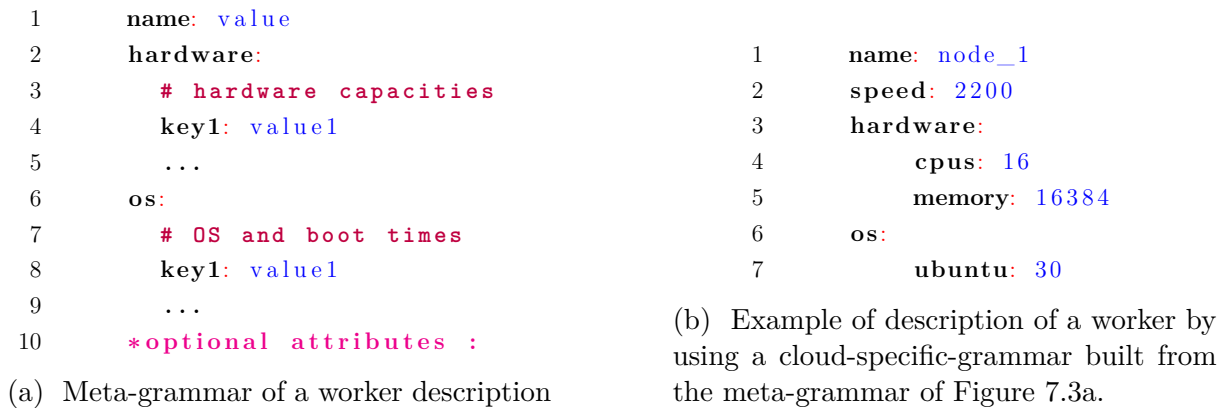 1 name: value
2 hardware:
3 # hardware capacities
4 key1: value1
5 ...
6 os:
7 # OS and boot times
8 key1: value1
9 ...
10 *optional attributes :
(a) Meta-grammar of a worker description
1 name: node_1
2 speed: 2200
3 hardware:
4 cpus: 16
5 memory: 16384
6 os:
7 ubuntu: 30
(b) Example of description of a worker by
using a cloud-specific-grammar built from
the meta-grammar of Figure 7.3a.